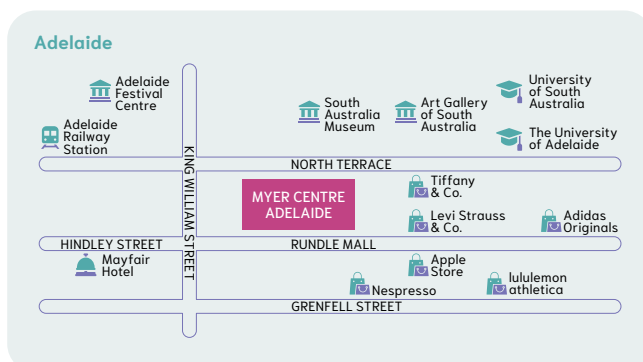 Adelaide
Adelaide
Festival
Centre
Adelaide
Railway
Station
South
Australia
Museum
Art Gallery
of South
Australia
University
of South
Australia
The University
of Adelaide
KING WILLIAM STREET
NORTH TERRACE
MYER CENTRE
ADELAIDE
Tiffany
& Co.
Levi Strauss
& Co.
Adidas
Originals
HINDLEY STREET
RUNDLE MALL
Mayfair
Hotel
Apple
Store
Nespresso
lululemon
athletica
GRENFELL STREET